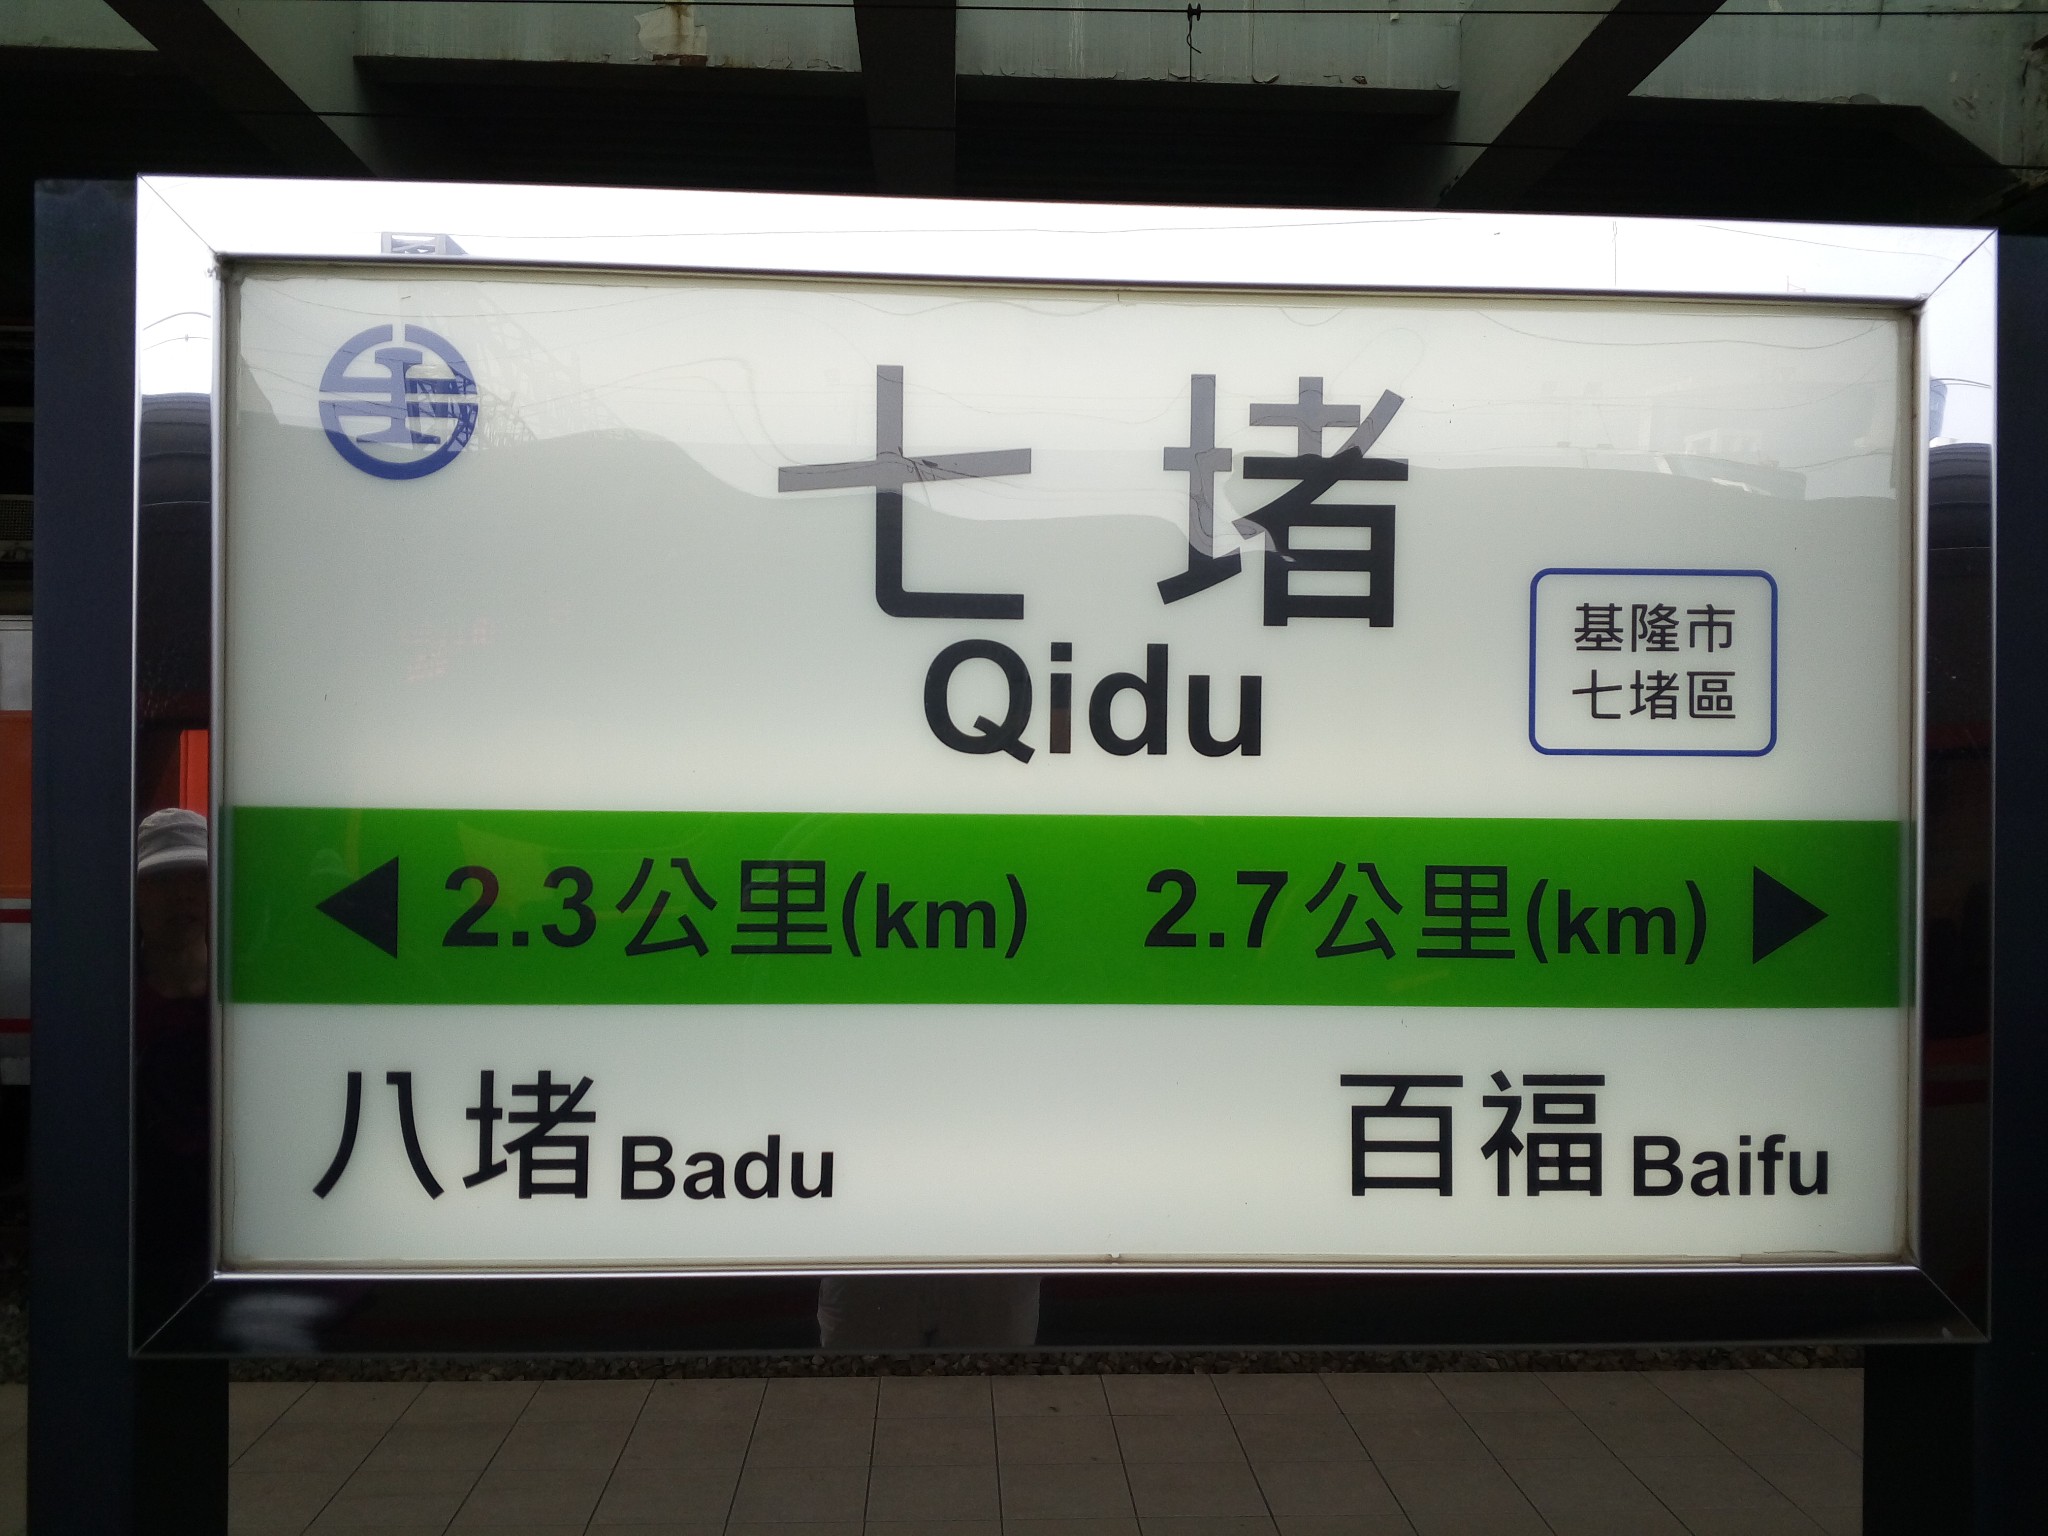 七堵
Qidu
基隆市
七堵區
2.3公里(km) 2.7公里(km)
八堵 Badu
百福 Baifu